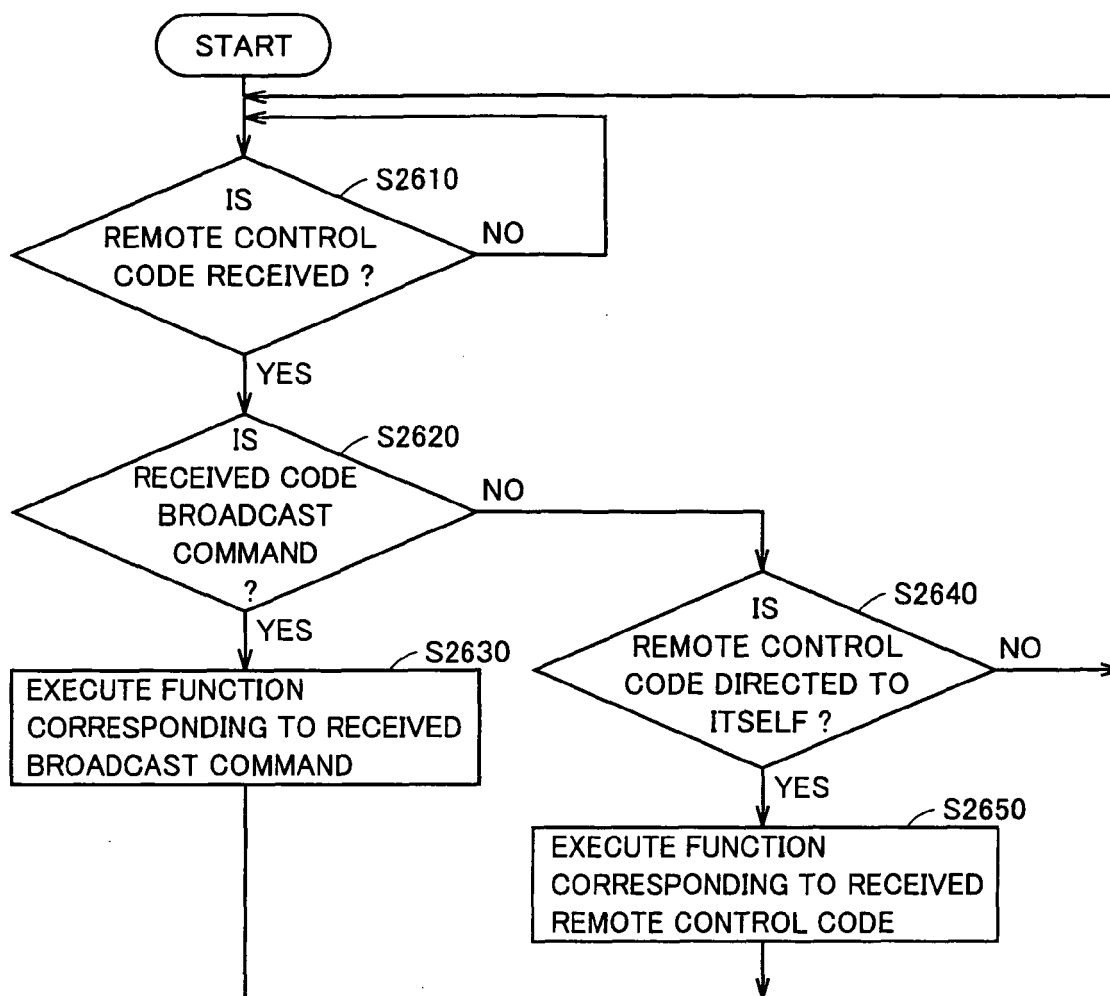 START
S2610
IS
REMOTE CONTROL
CODE RECEIVED ?
NO
YES
S2620
IS
RECEIVED CODE
BROADCAST
COMMAND
?
NO
YES
S2630
EXECUTE FUNCTION
CORRESPONDING TO RECEIVED
BROADCAST COMMAND
S2640
IS
REMOTE CONTROL
CODE DIRECTED TO
ITSELF ?
NO
YES
S2650
EXECUTE FUNCTION
CORRESPONDING TO RECEIVED
REMOTE CONTROL CODE